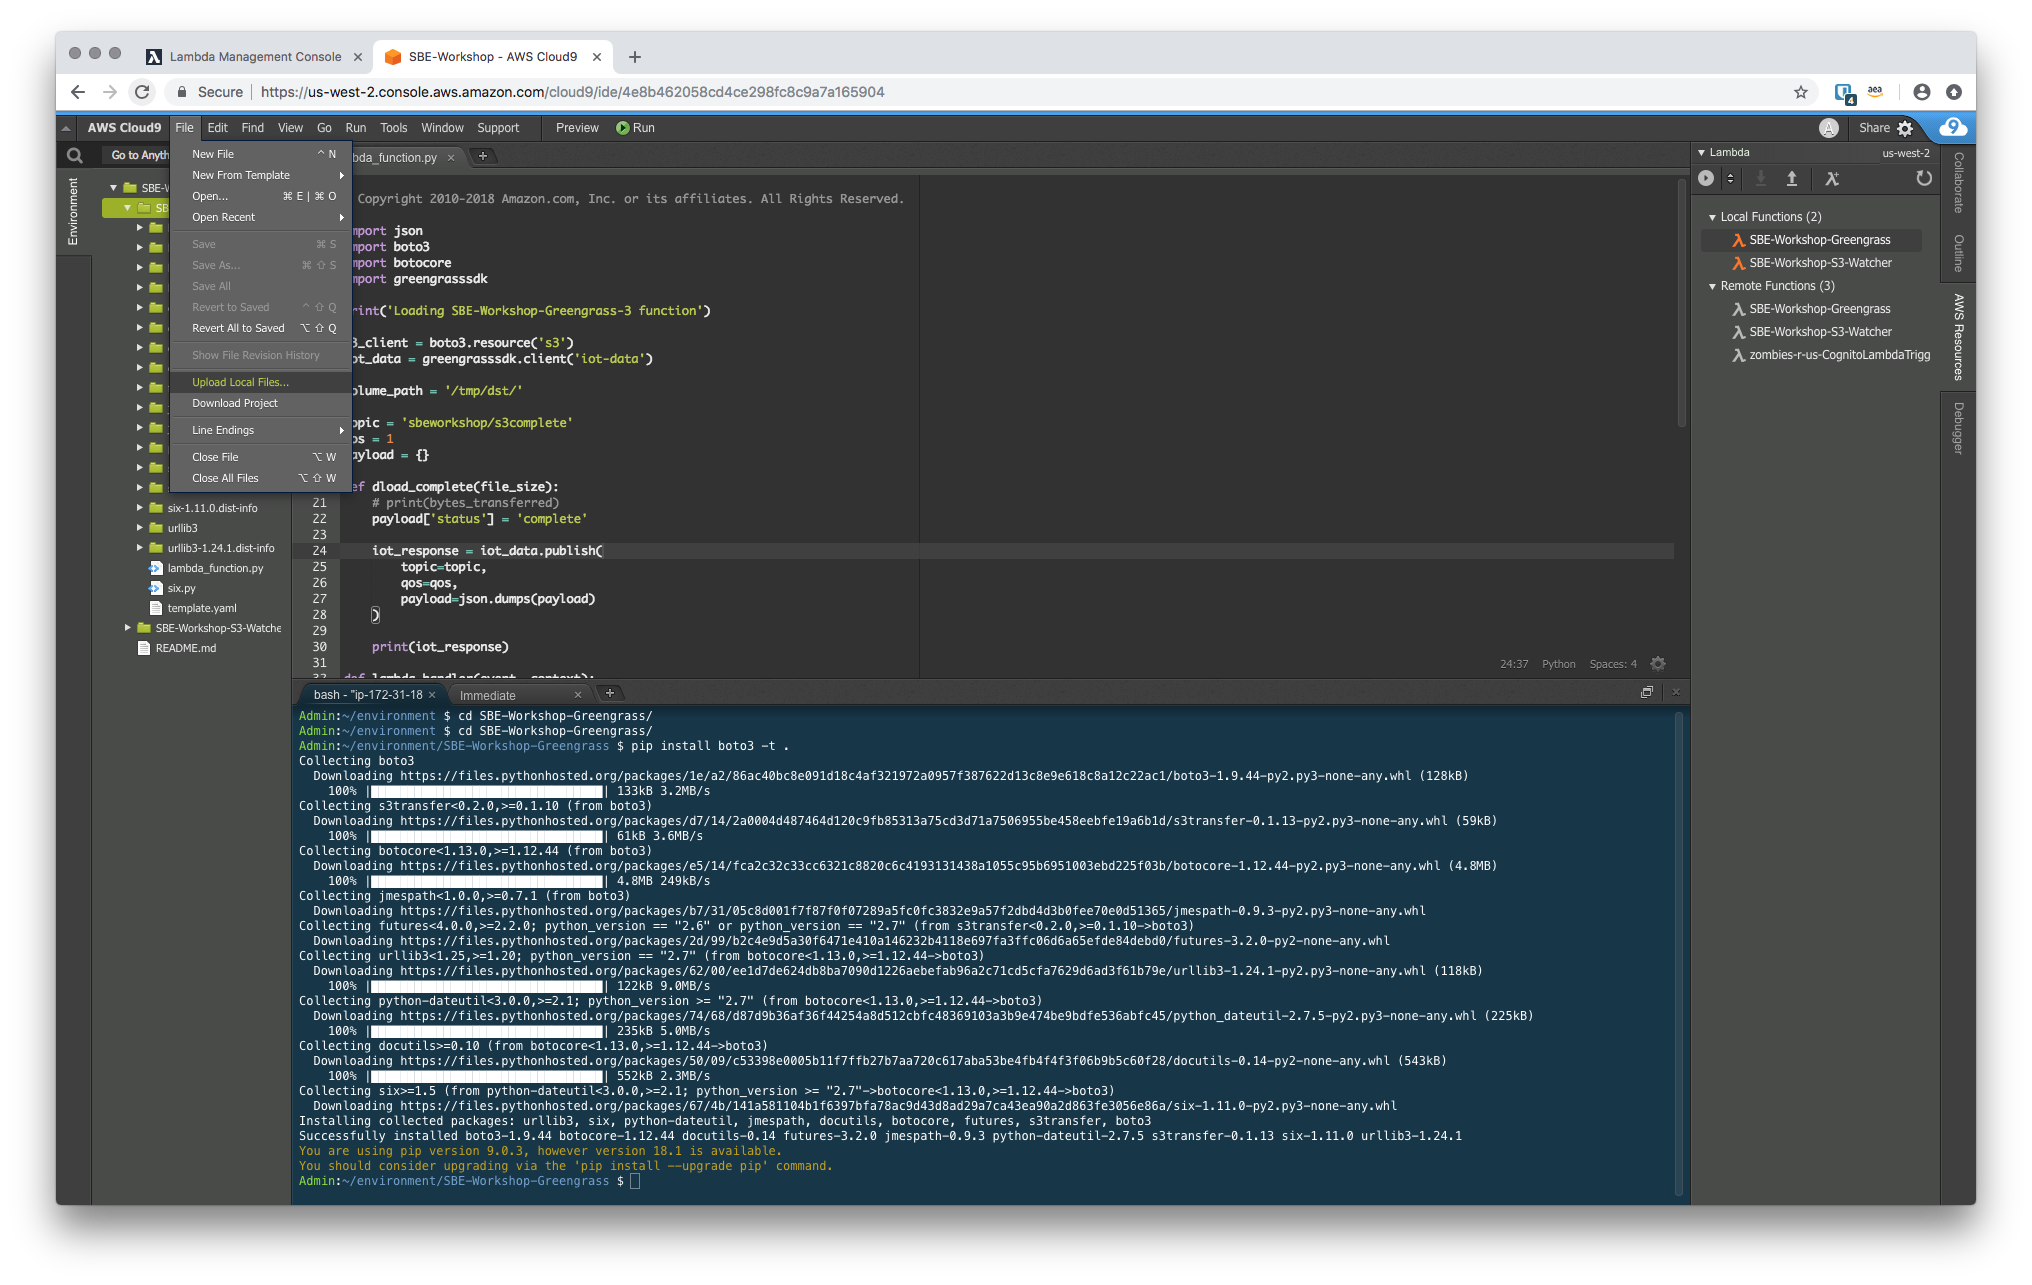 Lambda Management Console
SBE-Workshop - AWS Cloud9
Secure
https://us-west-2.console.aws.amazon.com/cloud9/ide/4e8b462058cd4ce298fc8c9a7a165904
4
aea
AWS Cloud9 File Edit Find View Go Run Tools Window Support Preview Run
A Share 9
Go to Anyth
bda_function.py
Environment
New File ^ N
New From Template
Open... ⌘ E | ⌘ O
Open Recent
Save ⌘ S
Save As... ⌘ ⇧ S
Save All
Revert to Saved ^ ⇧ Q
Revert All to Saved ⌥ ⇧ Q
Show File Revision History
Upload Local Files...
Download Project
Line Endings
Close File ⌥ W
Close All Files ⌥ ⇧ W
SBE-W
SB
six-1.11.0.dist-info
urllib3
urllib3-1.24.1.dist-info
lambda_function.py
six.py
template.yaml
SBE-Workshop-S3-Watche
README.md
Copyright 2010-2018 Amazon.com, Inc. or its affiliates. All Rights Reserved.
mport json
mport boto3
mport botocore
mport greengrasssdk
rint('Loading SBE-Workshop-Greengrass-3 function')
3_client = boto3.resource('s3')
ot_data = greengrasssdk.client('iot-data')
olume_path = '/tmp/dst/'
opic = 'sbeworkshop/s3complete'
os = 1
ayload = {}
ef dload_complete(file_size):
21 # print(bytes_transferred)
22 payload['status'] = 'complete'
23
24 iot_response = iot_data.publish(
25 topic=topic,
26 qos=qos,
27 payload=json.dumps(payload)
28 )
29
30 print(iot_response)
31
32 def lambda_handler(event, context):
24:37 Python Spaces: 4
Lambda us-west-2
Local Functions (2)
SBE-Workshop-Greengrass
SBE-Workshop-S3-Watcher
Remote Functions (3)
SBE-Workshop-Greengrass
SBE-Workshop-S3-Watcher
zombies-r-us-CognitoLambdaTrigg
Collaborate
Outline
AWS Resources
Debugger
bash - "ip-172-31-18
Immediate
Admin:~/environment $ cd SBE-Workshop-Greengrass/
Admin:~/environment $ cd SBE-Workshop-Greengrass/
Admin:~/environment/SBE-Workshop-Greengrass $ pip install boto3 -t .
Collecting boto3
Downloading https://files.pythonhosted.org/packages/1e/a2/86ac40bc8e091d18c4af321972a0957f387622d13c8e9e618c8a12c22ac1/boto3-1.9.44-py2.py3-none-any.whl (128kB)
100% |████████████████████████████████| 133kB 3.2MB/s
Collecting s3transfer<0.2.0,>=0.1.10 (from boto3)
Downloading https://files.pythonhosted.org/packages/d7/14/2a0004d487464d120c9fb85313a75cd3d71a7506955be458eebfe19a6b1d/s3transfer-0.1.13-py2.py3-none-any.whl (59kB)
100% |████████████████████████████████| 61kB 3.6MB/s
Collecting botocore<1.13.0,>=1.12.44 (from boto3)
Downloading https://files.pythonhosted.org/packages/e5/14/fca2c32c33cc6321c8820c6c4193131438a1055c95b6951003ebd225f03b/botocore-1.12.44-py2.py3-none-any.whl (4.8MB)
100% |████████████████████████████████| 4.8MB 249kB/s
Collecting jmespath<1.0.0,>=0.7.1 (from boto3)
Downloading https://files.pythonhosted.org/packages/b7/31/05c8d001f7f87f0f07289a5fc0fc3832e9a57f2dbd4d3b0fee70e0d51365/jmespath-0.9.3-py2.py3-none-any.whl
Collecting futures<4.0.0,>=2.2.0; python_version == "2.6" or python_version == "2.7" (from s3transfer<0.2.0,>=0.1.10->boto3)
Downloading https://files.pythonhosted.org/packages/2d/99/b2c4e9d5a30f6471e410a146232b4118e697fa3ffc06d6a65efde84debd0/futures-3.2.0-py2-none-any.whl
Collecting urllib3<1.25,>=1.20; python_version == "2.7" (from botocore<1.13.0,>=1.12.44->boto3)
Downloading https://files.pythonhosted.org/packages/62/00/ee1d7de624db8ba7090d1226aebefab96a2c71cd5cfa7629d6ad3f61b79e/urllib3-1.24.1-py2.py3-none-any.whl (118kB)
100% |████████████████████████████████| 122kB 9.0MB/s
Collecting python-dateutil<3.0.0,>=2.1; python_version >= "2.7" (from botocore<1.13.0,>=1.12.44->boto3)
Downloading https://files.pythonhosted.org/packages/74/68/d87d9b36af36f44254a8d512cbfc48369103a3b9e474be9bdfe536abfc45/python_dateutil-2.7.5-py2.py3-none-any.whl (225kB)
100% |████████████████████████████████| 235kB 5.0MB/s
Collecting docutils>=0.10 (from botocore<1.13.0,>=1.12.44->boto3)
Downloading https://files.pythonhosted.org/packages/50/09/c53398e0005b11f7ffb27b7aa720c617aba53be4fb4f4f3f06b9b5c60f28/docutils-0.14-py2-none-any.whl (543kB)
100% |████████████████████████████████| 552kB 2.3MB/s
Collecting six>=1.5 (from python-dateutil<3.0.0,>=2.1; python_version >= "2.7"->botocore<1.13.0,>=1.12.44->boto3)
Downloading https://files.pythonhosted.org/packages/67/4b/141a581104b1f6397bfa78ac9d43d8ad29a7ca43ea90a2d863fe3056e86a/six-1.11.0-py2.py3-none-any.whl
Installing collected packages: urllib3, six, python-dateutil, jmespath, docutils, botocore, futures, s3transfer, boto3
Successfully installed boto3-1.9.44 botocore-1.12.44 docutils-0.14 futures-3.2.0 jmespath-0.9.3 python-dateutil-2.7.5 s3transfer-0.1.13 six-1.11.0 urllib3-1.24.1
You are using pip version 9.0.3, however version 18.1 is available.
You should consider upgrading via the 'pip install --upgrade pip' command.
Admin:~/environment/SBE-Workshop-Greengrass $